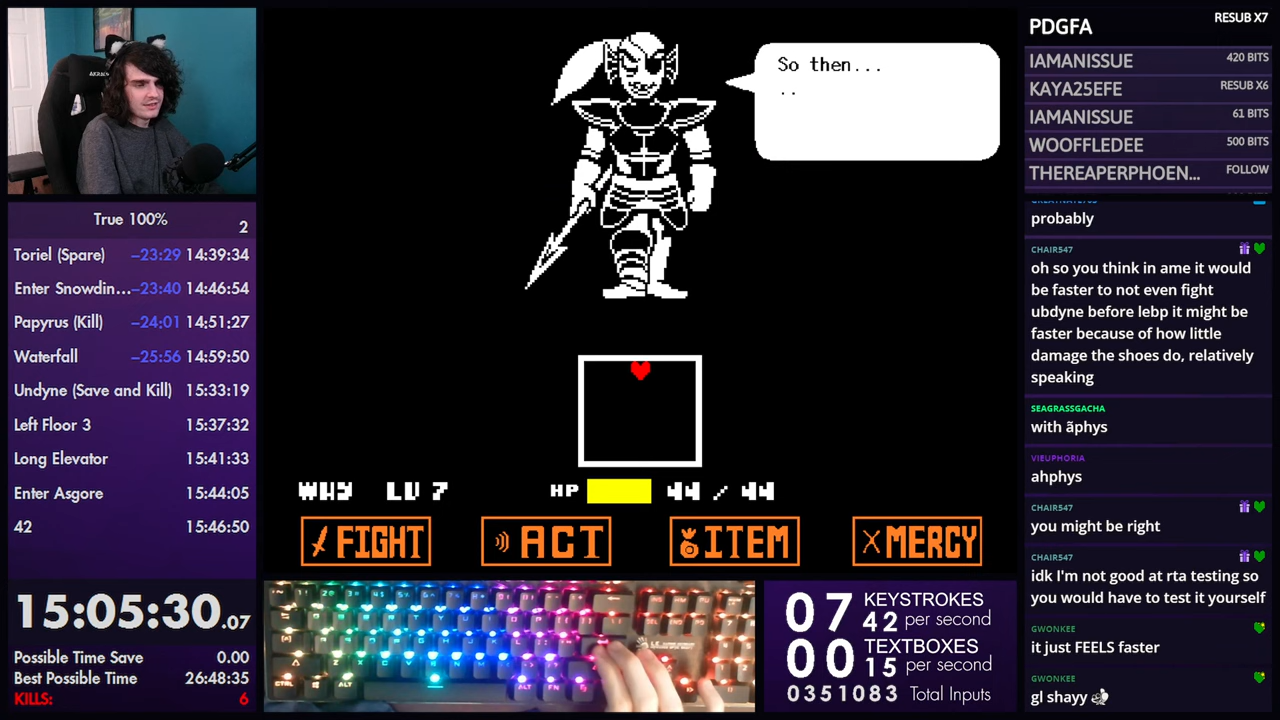 True 100%
2
Toriel (Spare) −23:29 14:39:34
Enter Snowdin... −23:40 14:46:54
Papyrus (Kill) −24:01 14:51:27
Waterfall −25:56 14:59:50
Undyne (Save and Kill) 15:33:19
Left Floor 3 15:37:32
Long Elevator 15:41:33
Enter Asgore 15:44:05
42 15:46:50
15:05:30.07
Possible Time Save 0.00
Best Possible Time 26:48:35
KILLS: 6
So then...
..
WHY LV 7 HP 44 / 44
FIGHT ACT ITEM MERCY
07 42 KEYSTROKES per second
00 15 TEXTBOXES per second
0351083 Total Inputs
PDGFA RESUB X7
IAMANISSUE 420 BITS
KAYA25EFE RESUB X6
IAMANISSUE 61 BITS
WOOFFLEDEE 500 BITS
THEREAPERPHOEN... FOLLOW
probably
CHAIR547
oh so you think in ame it would
be faster to not even fight
ubdyne before lebp it might be
faster because of how little
damage the shoes do, relatively
speaking
SEAGRASSGACHA
with ãphys
VIEUPHORIA
ahphys
CHAIR547
you might be right
CHAIR547
idk I'm not good at rta testing so
you would have to test it yourself
GWONKEE
it just FEELS faster
GWONKEE
gl shayy